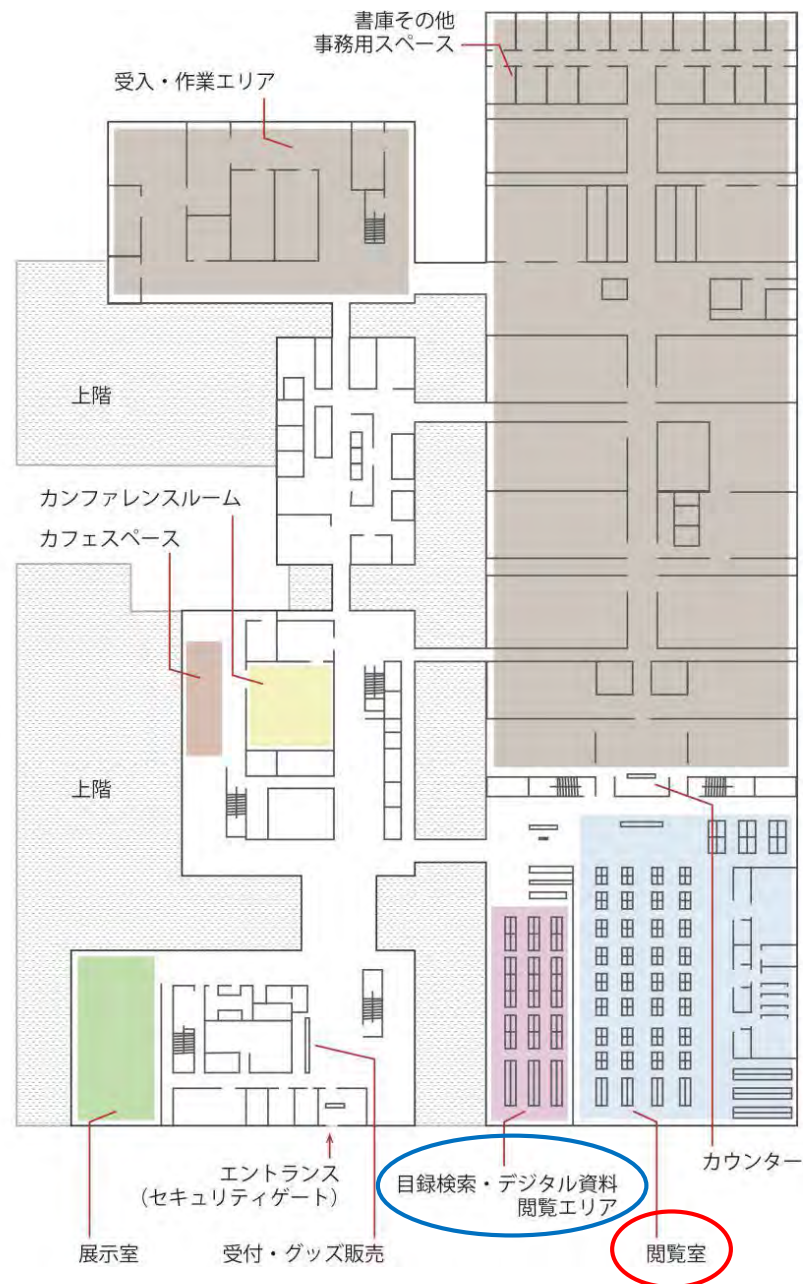 書庫その他
事務用スペース
受入・作業エリア
上階
カンファレンスルーム
カフェスペース
上階
エントランス
(セキュリティゲート)
目録検索・デジタル資料
閲覧エリア
カウンター
展示室
受付・グッズ販売
閲覧室